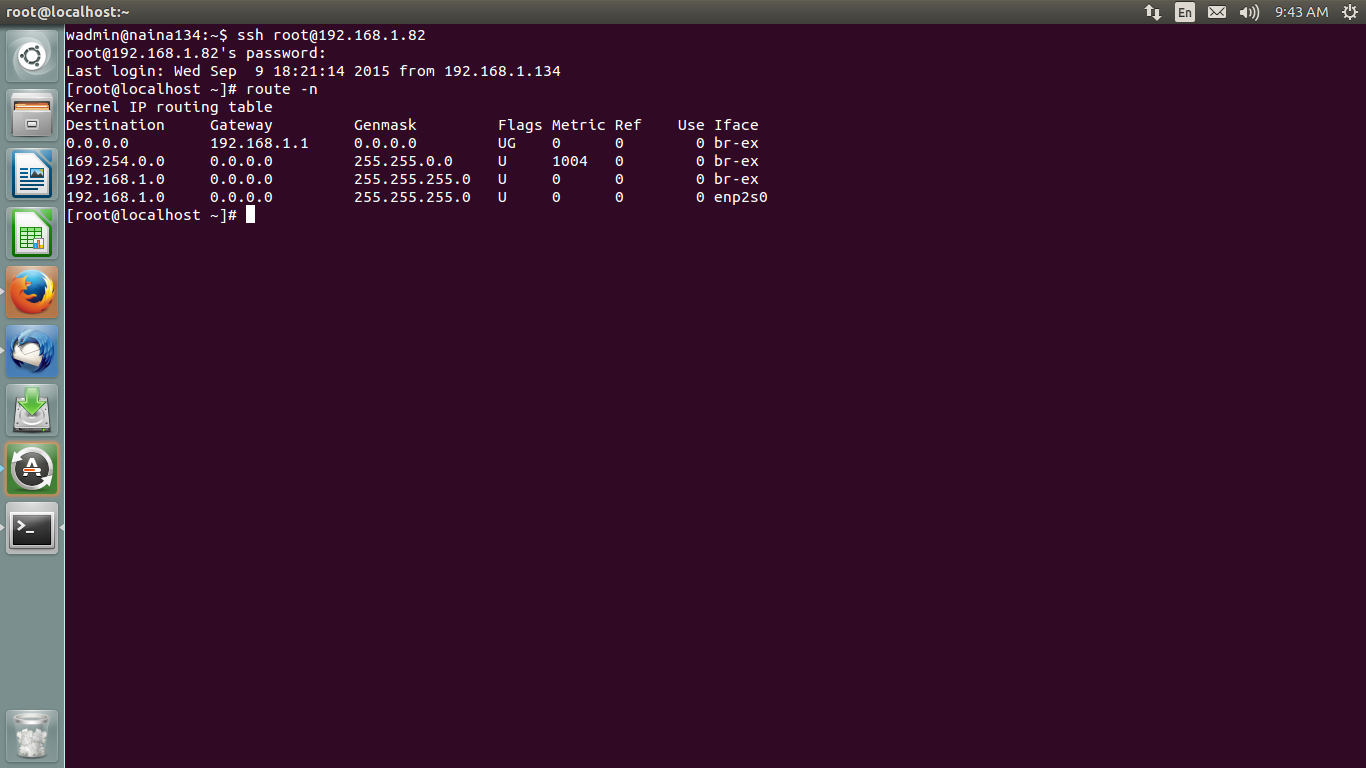 root@localhost:~
En
9:43 AM
wadmin@naina134:~$ ssh root@192.168.1.82
root@192.168.1.82's password:
Last login: Wed Sep  9 18:21:14 2015 from 192.168.1.134
[root@localhost ~]# route -n
Kernel IP routing table
Destination     Gateway         Genmask         Flags Metric Ref    Use Iface
0.0.0.0         192.168.1.1     0.0.0.0         UG    0      0        0 br-ex
169.254.0.0     0.0.0.0         255.255.0.0     U     1004   0        0 br-ex
192.168.1.0     0.0.0.0         255.255.255.0   U     0      0        0 br-ex
192.168.1.0     0.0.0.0         255.255.255.0   U     0      0        0 enp2s0
[root@localhost ~]#